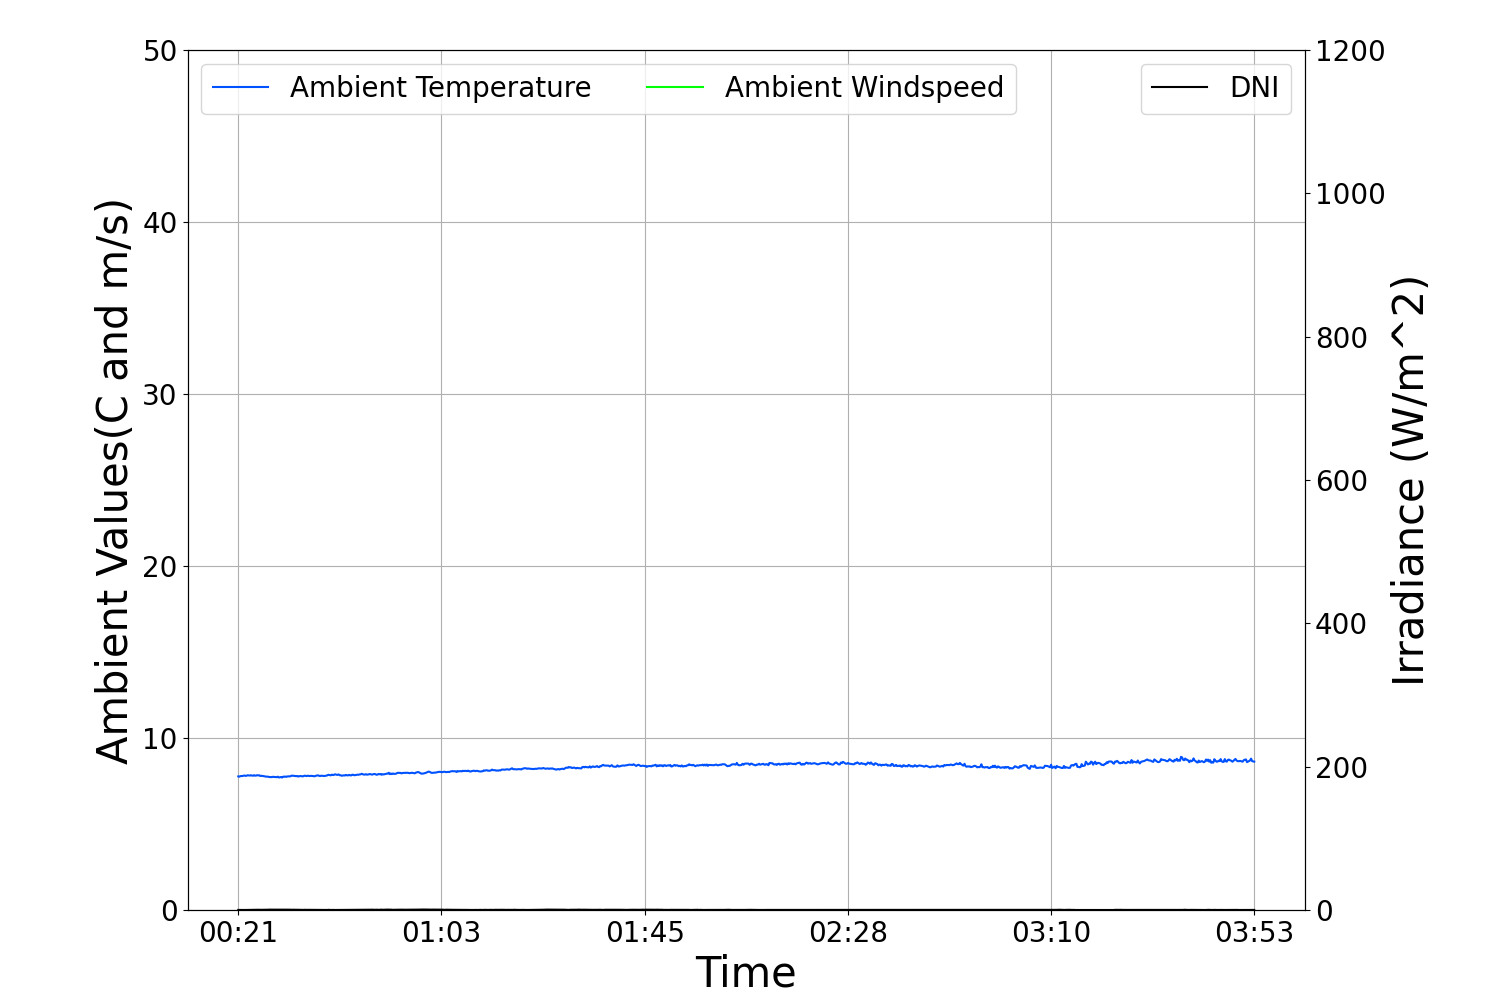 Ambient Temperature
Ambient Windspeed
DNI
Ambient Values(C and m/s)
50
40
30
20
10
0
1200
1000
800
600
400
200
0
Irradiance (W/m^2)
00:21 01:03 01:45 02:28 03:10 03:53
Time